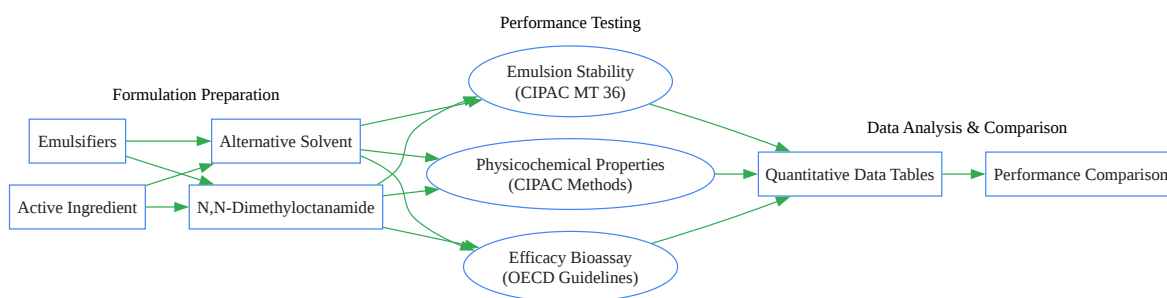 Performance Testing
Formulation Preparation
Data Analysis & Comparison
Emulsifiers
Active Ingredient
Alternative Solvent
N,N-Dimethyloctanamide
Emulsion Stability
(CIPAC MT 36)
Physicochemical Properties
(CIPAC Methods)
Efficacy Bioassay
(OECD Guidelines)
Quantitative Data Tables
Performance Comparison